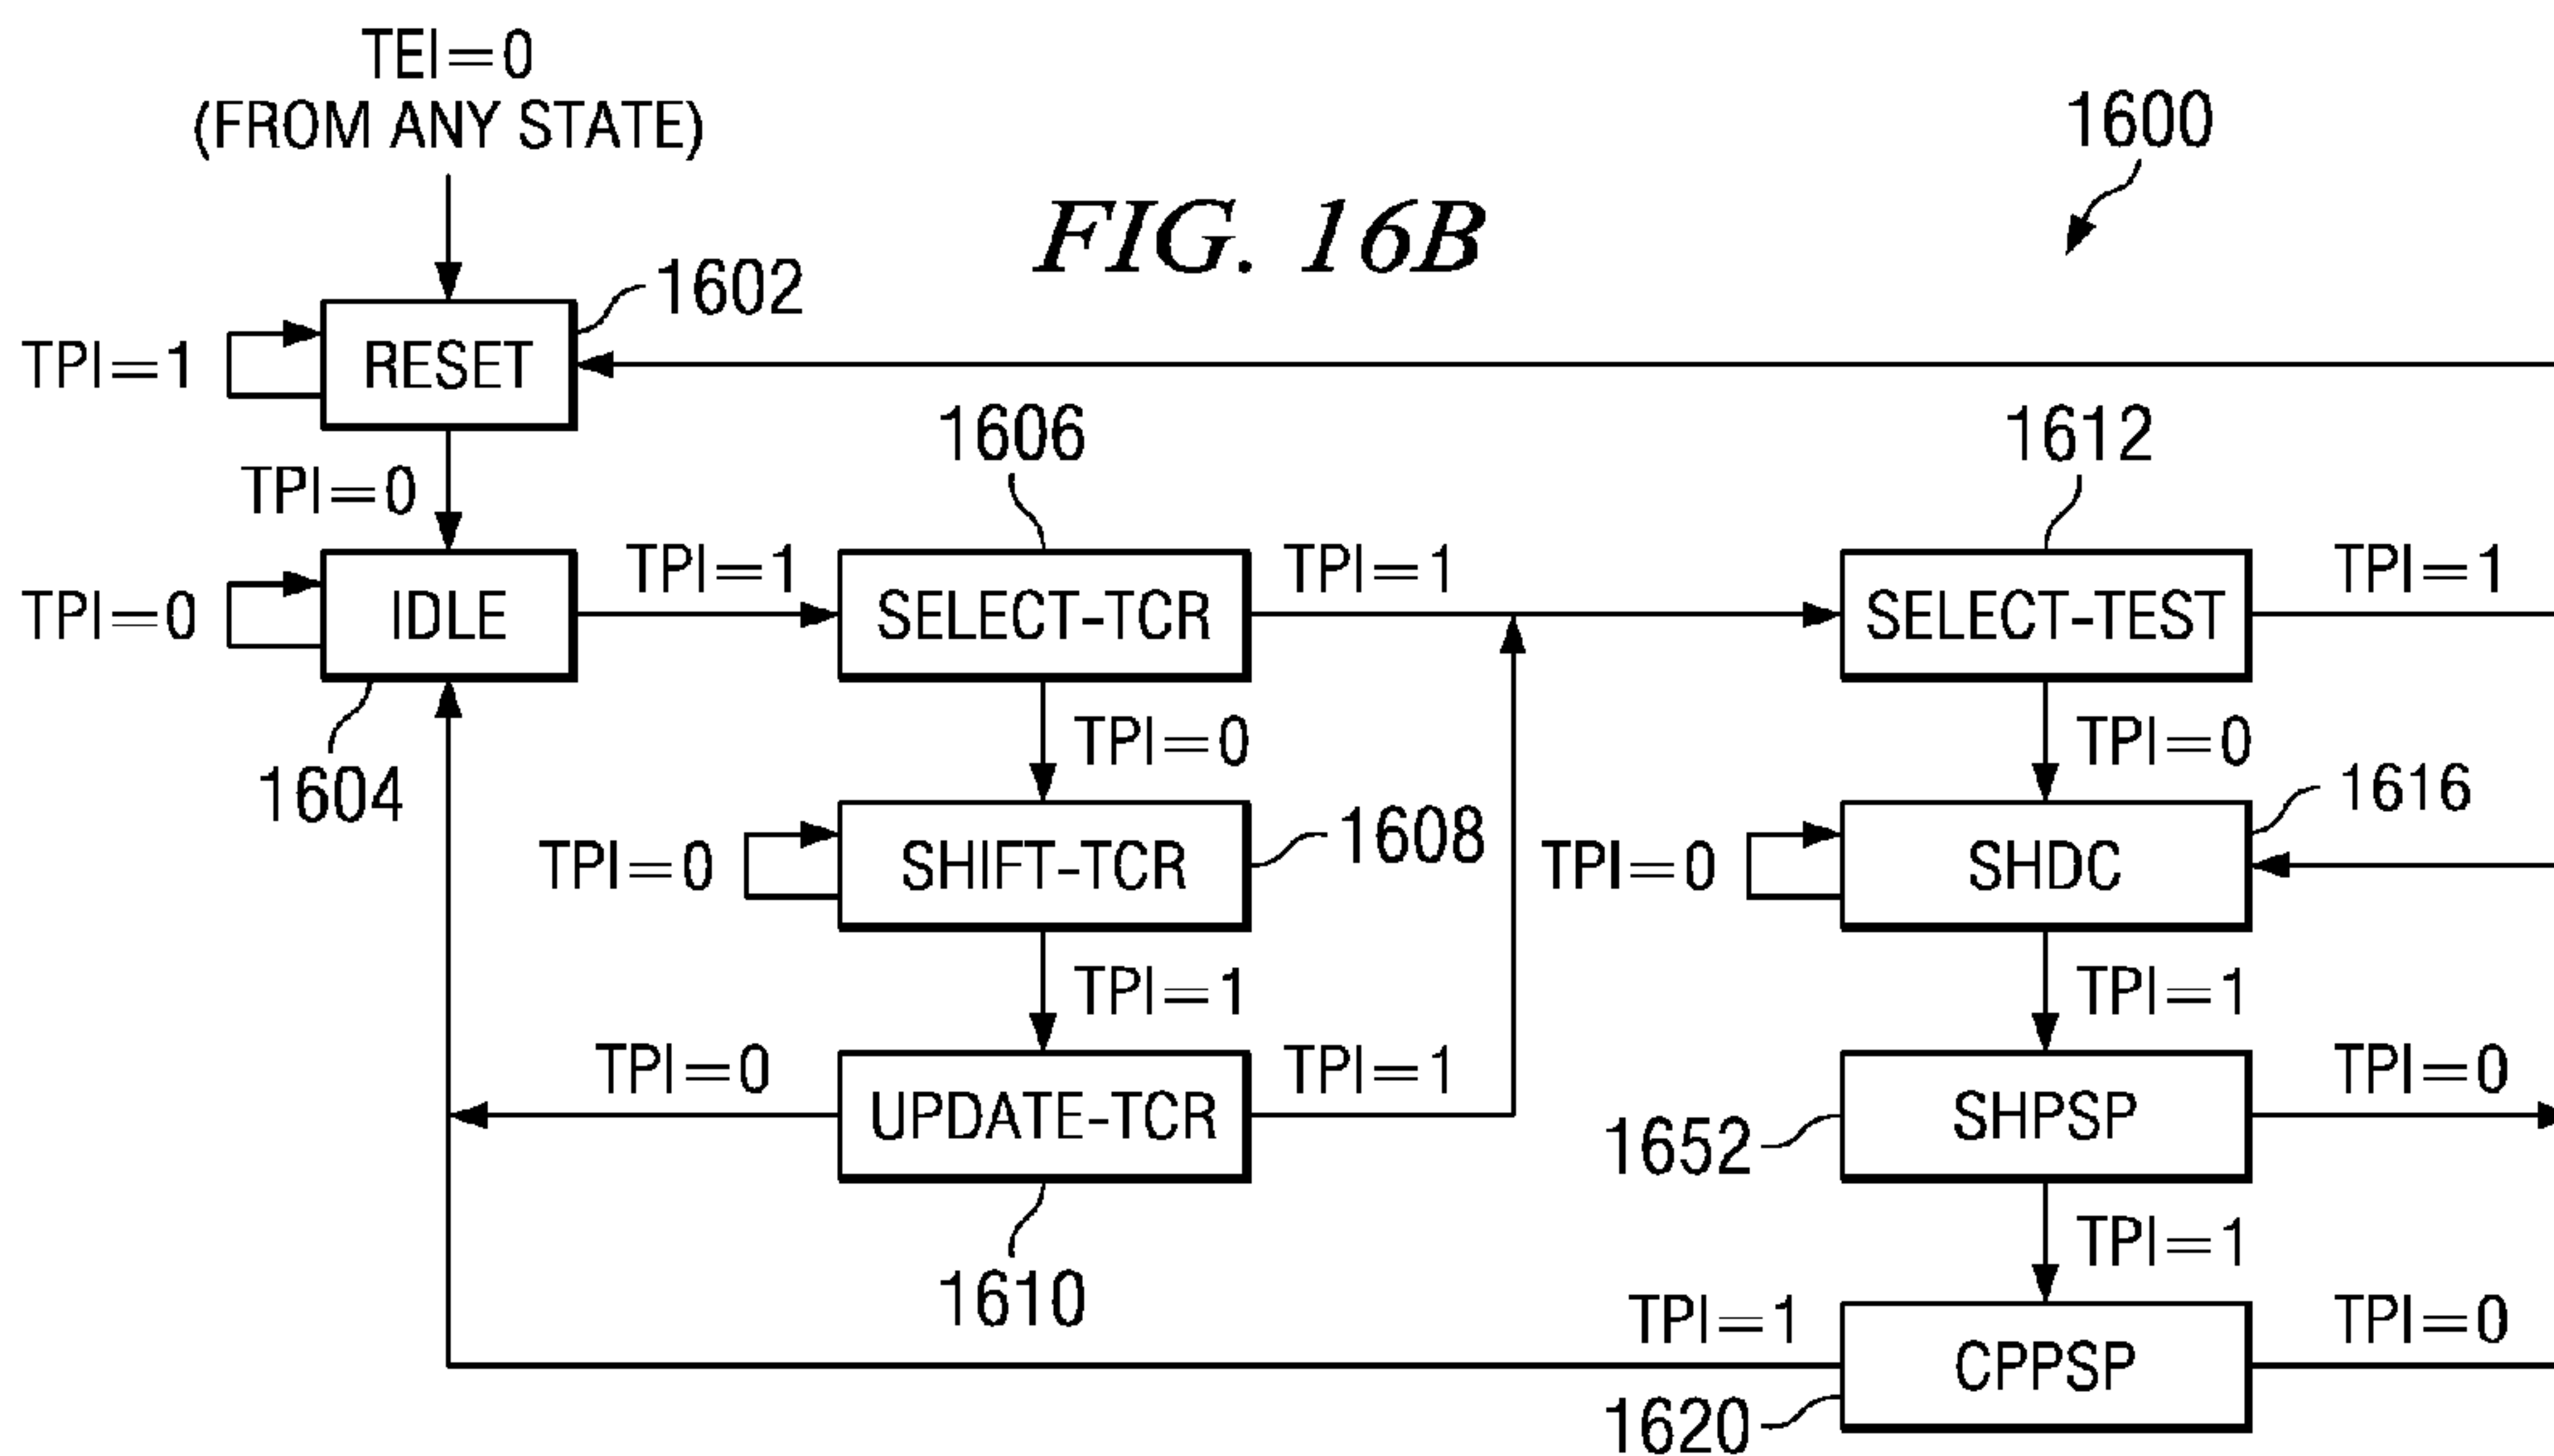 TEI=0
(FROM ANY STATE)
1600
FIG. 16B
1602
TPI=1
RESET
TPI=0
1606
1612
TPI=0
IDLE
TPI=1
SELECT-TCR
TPI=1
SELECT-TEST
TPI=1
1604
TPI=0
TPI=0
1616
TPI=0
SHIFT-TCR
1608
TPI=0
SHDC
TPI=1
TPI=1
TPI=0
UPDATE-TCR
TPI=1
1652
SHPSP
TPI=0
1610
TPI=1
TPI=1
CPPSP
TPI=0
1620